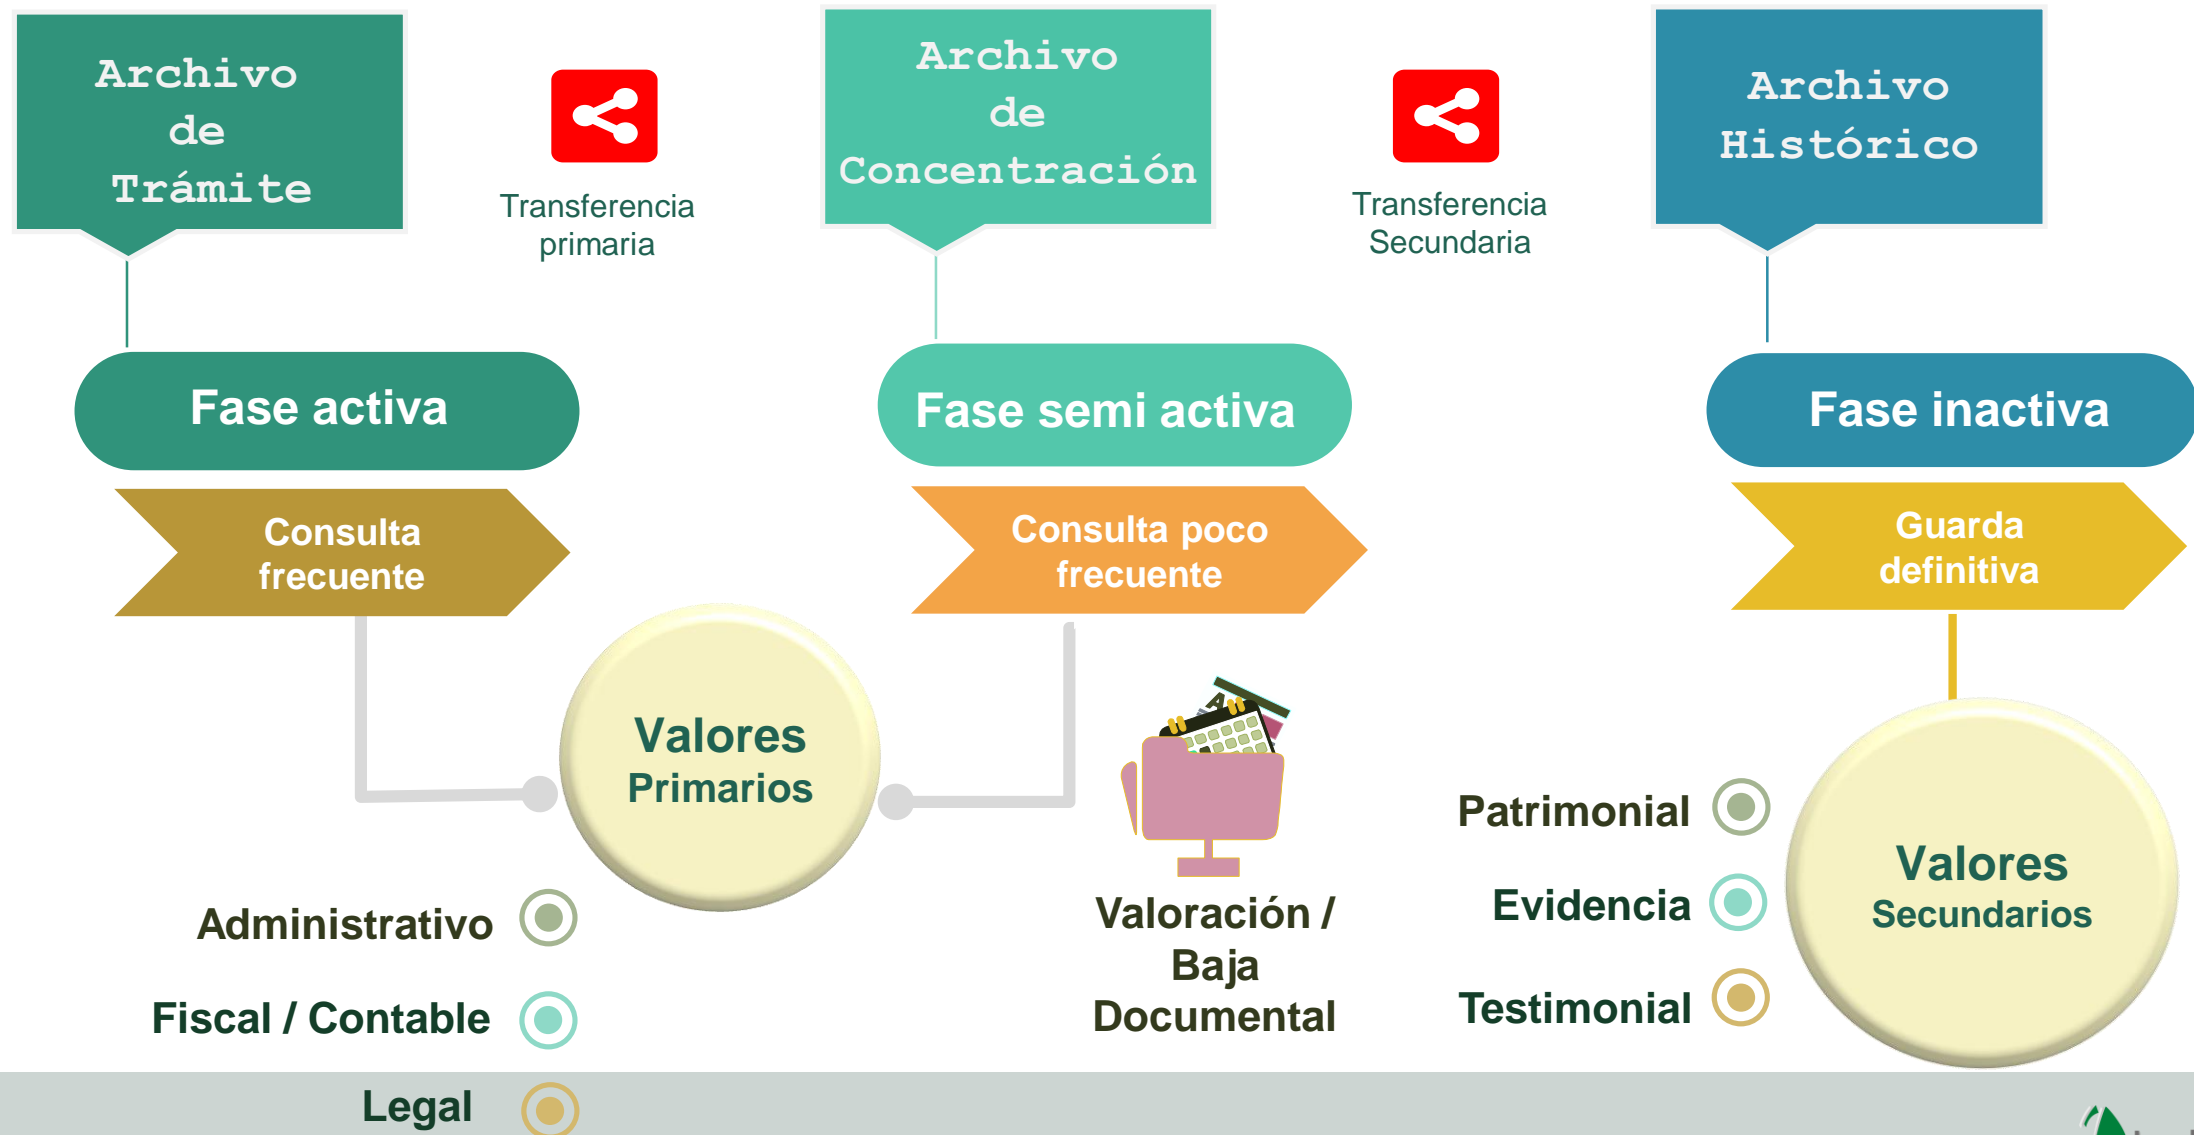 Archivo
de
Trámite
Transferencia
primaria
Archivo
de
Concentración
Transferencia
Secundaria
Archivo
Histórico
Fase activa
Fase semi activa
Fase inactiva
Consulta
frecuente
Consulta poco
frecuente
Guarda
definitiva
Valores
Primarios
Administrativo
Fiscal / Contable
Legal
Valoración /
Baja
Documental
Patrimonial
Evidencia
Testimonial
Valores
Secundarios